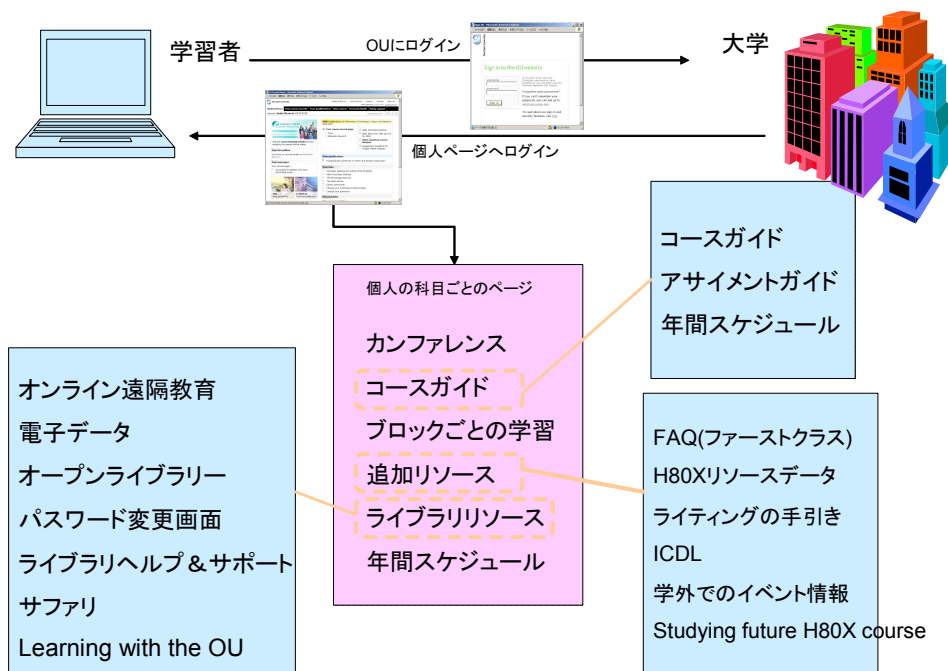 学習者
OUにログイン
大学
Sign in to the OU website
個人ページへログイン
コースガイド
アサイメントガイド
年間スケジュール
個人の科目ごとのページ
カンファレンス
コースガイド
ブロックごとの学習
追加リソース
ライブラリリソース
年間スケジュール
オンライン遠隔教育
電子データ
オープンライブラリー
パスワード変更画面
ライブラリヘルプ&サポート
サファリ
Learning with the OU
FAQ(ファーストクラス)
H80Xリソースデータ
ライティングの手引き
ICDL
学外でのイベント情報
Studying future H80X course